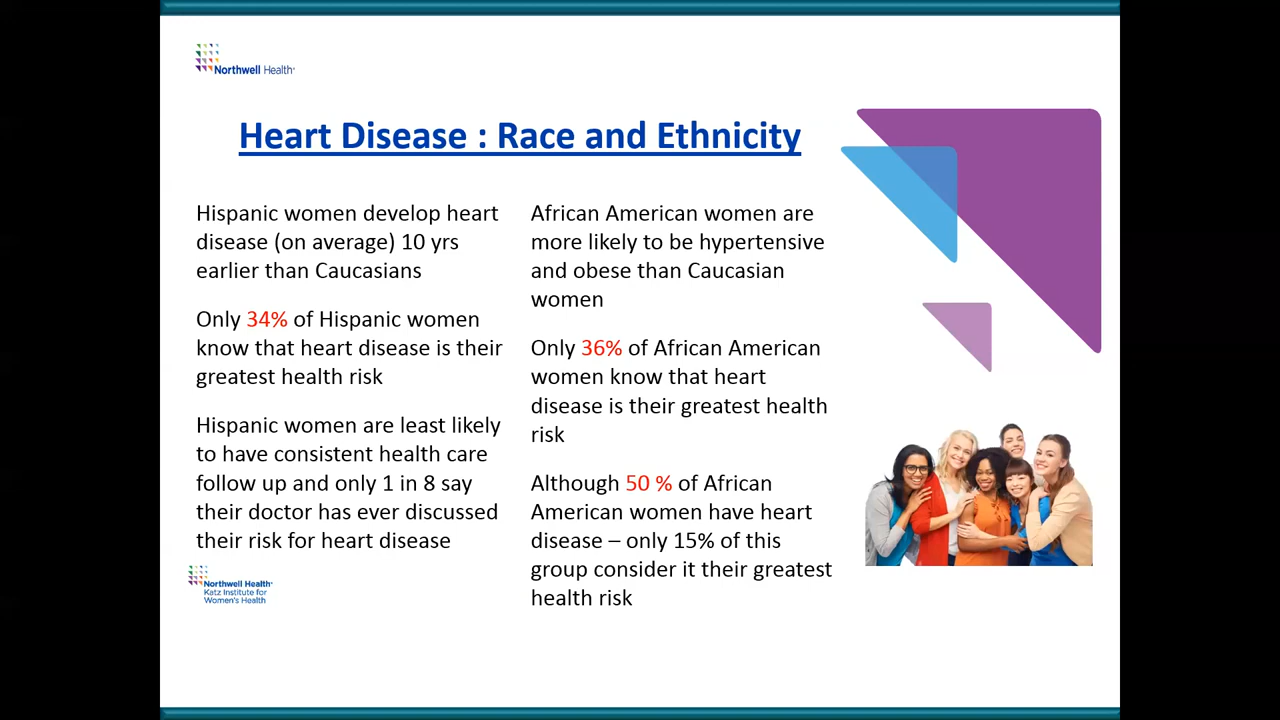 Northwell Health
Heart Disease : Race and Ethnicity
Hispanic women develop heart
disease (on average) 10 yrs
earlier than Caucasians
Only 34% of Hispanic women
know that heart disease is their
greatest health risk
Hispanic women are least likely
to have consistent health care
follow up and only 1 in 8 say
their doctor has ever discussed
their risk for heart disease
African American women are
more likely to be hypertensive
and obese than Caucasian
women
Only 36% of African American
women know that heart
disease is their greatest health
risk
Although 50 % of African
American women have heart
disease – only 15% of this
group consider it their greatest
health risk
Northwell Health
Katz Institute for
Women's Health